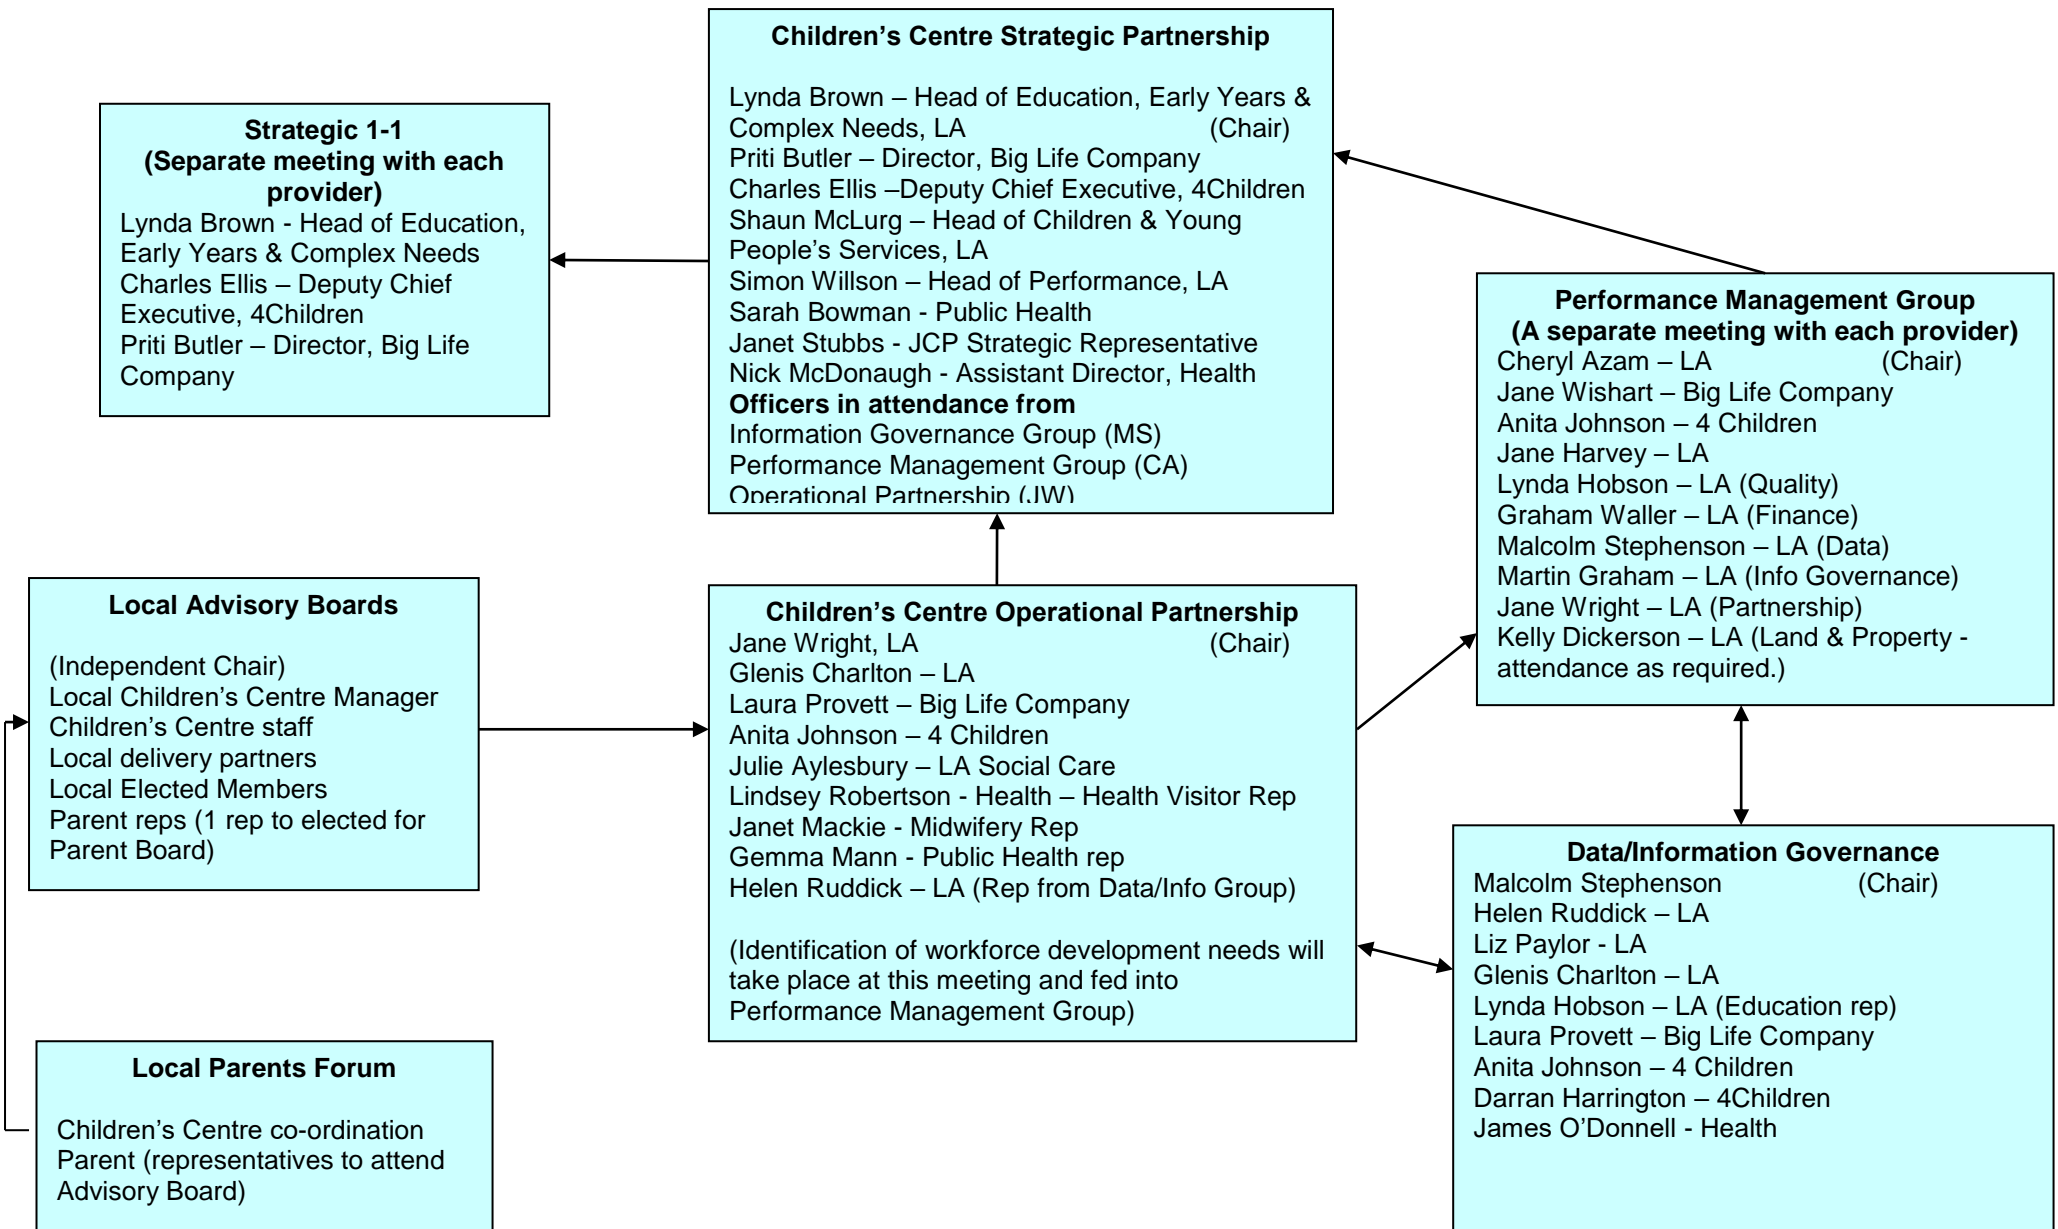 Children's Centre Strategic Partnership
Lynda Brown – Head of Education, Early Years &
Complex Needs, LA (Chair)
Priti Butler – Director, Big Life Company
Charles Ellis –Deputy Chief Executive, 4Children
Shaun McLurg – Head of Children & Young
People's Services, LA
Simon Willson – Head of Performance, LA
Sarah Bowman - Public Health
Janet Stubbs - JCP Strategic Representative
Nick McDonaugh - Assistant Director, Health
Officers in attendance from
Information Governance Group (MS)
Performance Management Group (CA)
Operational Partnership (JW)
Strategic 1-1
(Separate meeting with each
provider)
Lynda Brown - Head of Education,
Early Years & Complex Needs
Charles Ellis – Deputy Chief
Executive, 4Children
Priti Butler – Director, Big Life
Company
Performance Management Group
(A separate meeting with each provider)
Cheryl Azam – LA (Chair)
Jane Wishart – Big Life Company
Anita Johnson – 4 Children
Jane Harvey – LA
Lynda Hobson – LA (Quality)
Graham Waller – LA (Finance)
Malcolm Stephenson – LA (Data)
Martin Graham – LA (Info Governance)
Jane Wright – LA (Partnership)
Kelly Dickerson – LA (Land & Property -
attendance as required.)
Local Advisory Boards
(Independent Chair)
Local Children's Centre Manager
Children's Centre staff
Local delivery partners
Local Elected Members
Parent reps (1 rep to elected for
Parent Board)
Children's Centre Operational Partnership
Jane Wright, LA (Chair)
Glenis Charlton – LA
Laura Provett – Big Life Company
Anita Johnson – 4 Children
Julie Aylesbury – LA Social Care
Lindsey Robertson - Health – Health Visitor Rep
Janet Mackie - Midwifery Rep
Gemma Mann - Public Health rep
Helen Ruddick – LA (Rep from Data/Info Group)
(Identification of workforce development needs will
take place at this meeting and fed into
Performance Management Group)
Data/Information Governance
Malcolm Stephenson (Chair)
Helen Ruddick – LA
Liz Paylor - LA
Glenis Charlton – LA
Lynda Hobson – LA (Education rep)
Laura Provett – Big Life Company
Anita Johnson – 4 Children
Darran Harrington – 4Children
James O'Donnell - Health
Local Parents Forum
Children's Centre co-ordination
Parent (representatives to attend
Advisory Board)